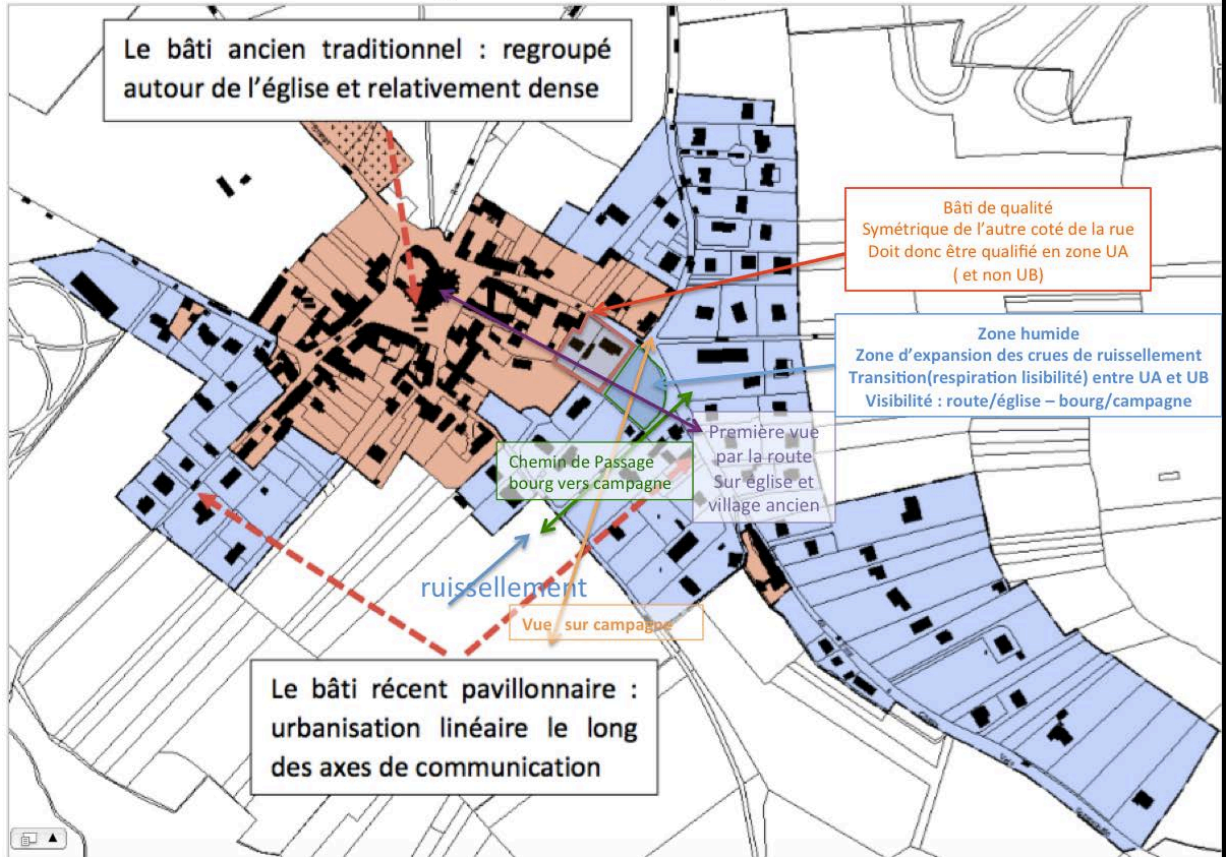 Le bâti ancien traditionnel : regroupé
autour de l'église et relativement dense
Bâti de qualité
Symétrique de l'autre coté de la rue
Doit donc être qualifié en zone UA
( et non UB)
Zone humide
Zone d'expansion des crues de ruissellement
Transition(respiration lisibilité) entre UA et UB
Visibilité : route/église – bourg/campagne
Première vue
par la route
Sur église et
village ancien
Chemin de Passage
bourg vers campagne
ruissellement
Vue sur campagne
Le bâti récent pavillonnaire :
urbanisation linéaire le long
des axes de communication